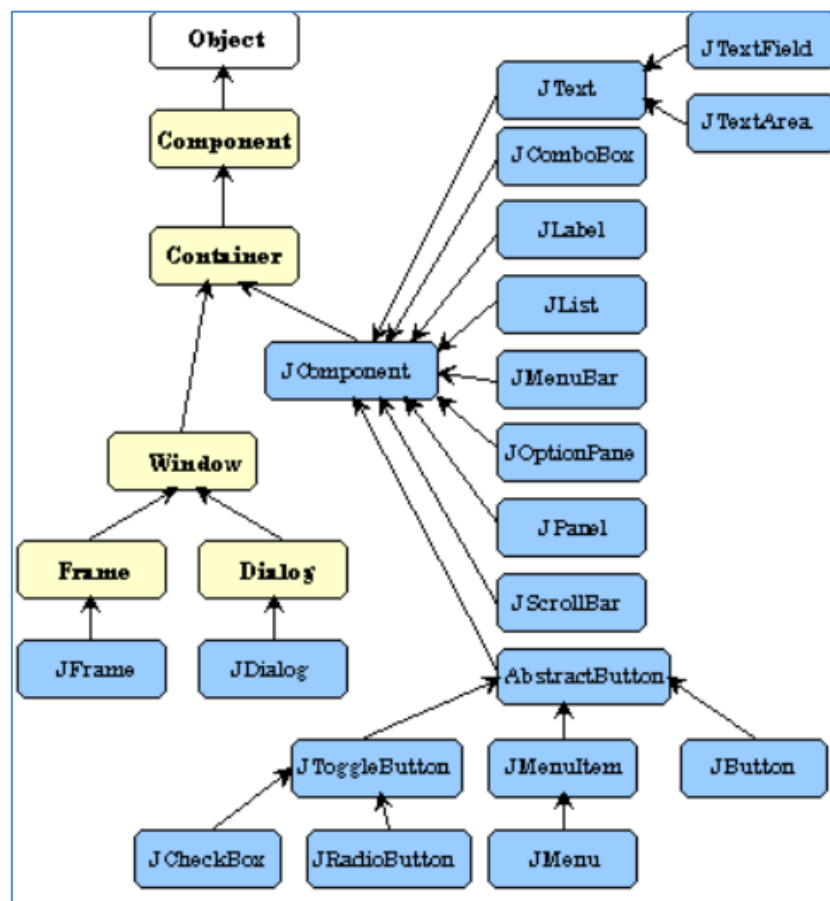 Object
JTextField
JText
Component
JTextArea
JComboBox
JLabel
Container
JList
JComponent
JMenuBar
JOptionPane
Window
JPanel
Frame
Dialog
JScrollBar
JFrame
JDialog
AbstractButton
JToggleButton
JMenuItem
JButton
JCheckBox
JRadioButton
JMenu